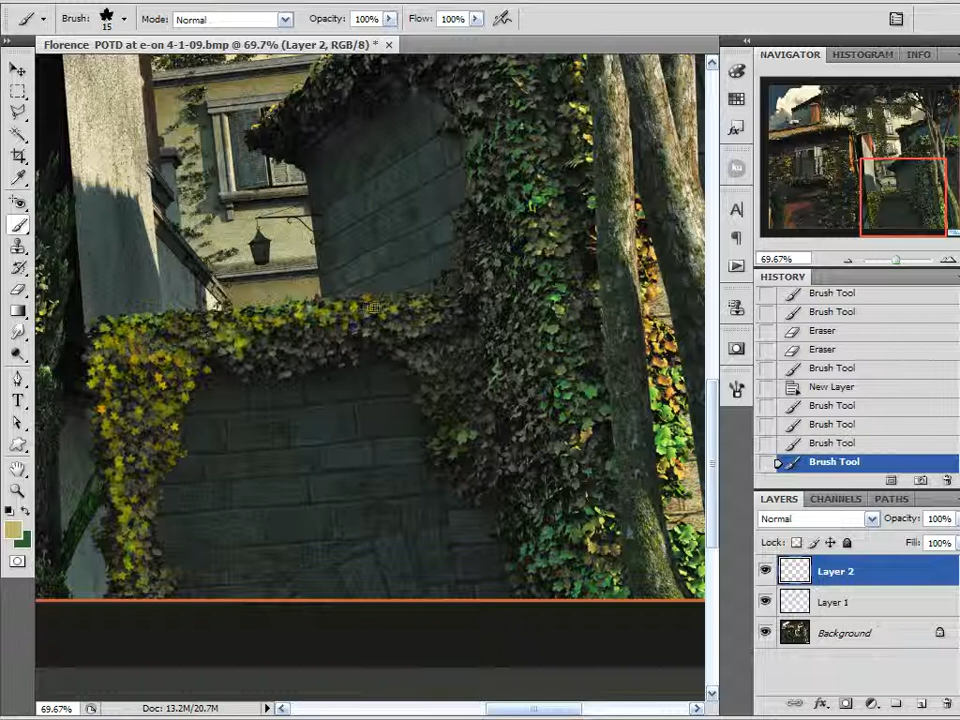 Brush: 15 Mode: Normal Opacity: 100% Flow: 100%
Florence POTD at e-on 4-1-09.bmp @ 69.7% (Layer 2, RGB/8) *
NAVIGATOR HISTOGRAM INFO
69.67%
HISTORY
Brush Tool
Brush Tool
Eraser
Eraser
Brush Tool
New Layer
Brush Tool
Brush Tool
Brush Tool
Brush Tool
LAYERS CHANNELS PATHS
Normal Opacity: 100%
Lock: Fill: 100%
Layer 2
Layer 1
Background
69.67% Doc: 13.2M/20.7M